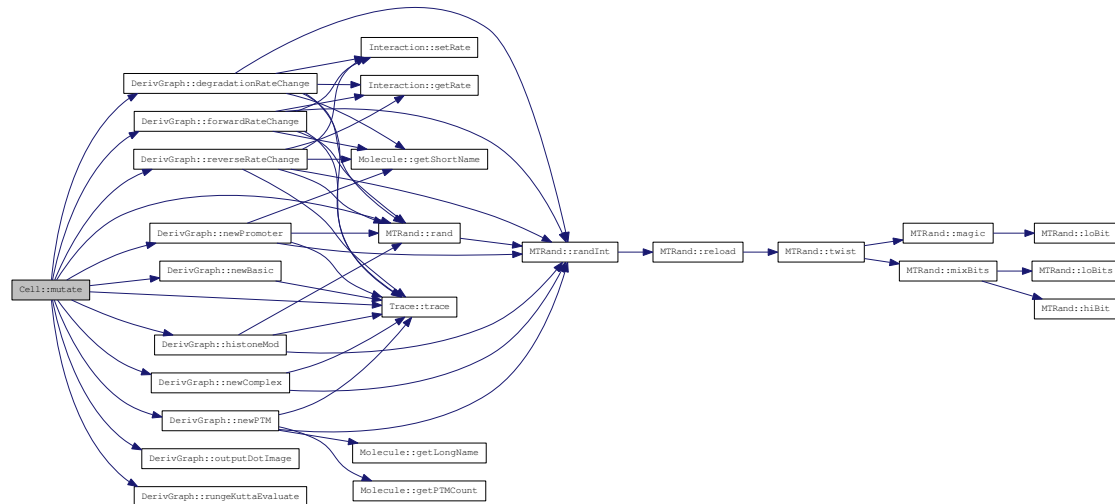 Cell::mutate
DerivGraph::degradationRateChange
DerivGraph::forwardRateChange
DerivGraph::reverseRateChange
DerivGraph::newPromoter
DerivGraph::newBasic
DerivGraph::histoneMod
DerivGraph::newComplex
DerivGraph::newPTM
DerivGraph::outputDotImage
DerivGraph::rungeKuttaEvaluate
Interaction::setRate
Interaction::getRate
Molecule::getShortName
MTRand::rand
Trace::trace
Molecule::getLongName
Molecule::getPTMCount
MTRand::randInt
MTRand::reload
MTRand::twist
MTRand::magic
MTRand::mixBits
MTRand::loBit
MTRand::loBits
MTRand::hiBit